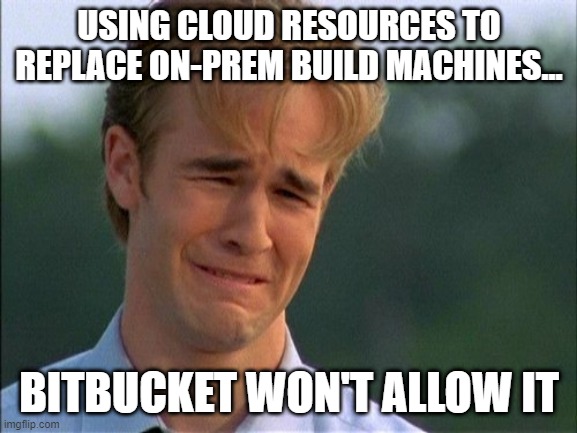 USING CLOUD RESOURCES TO
REPLACE ON-PREM BUILD MACHINES...
BITBUCKET WON'T ALLOW IT
imgflip.com